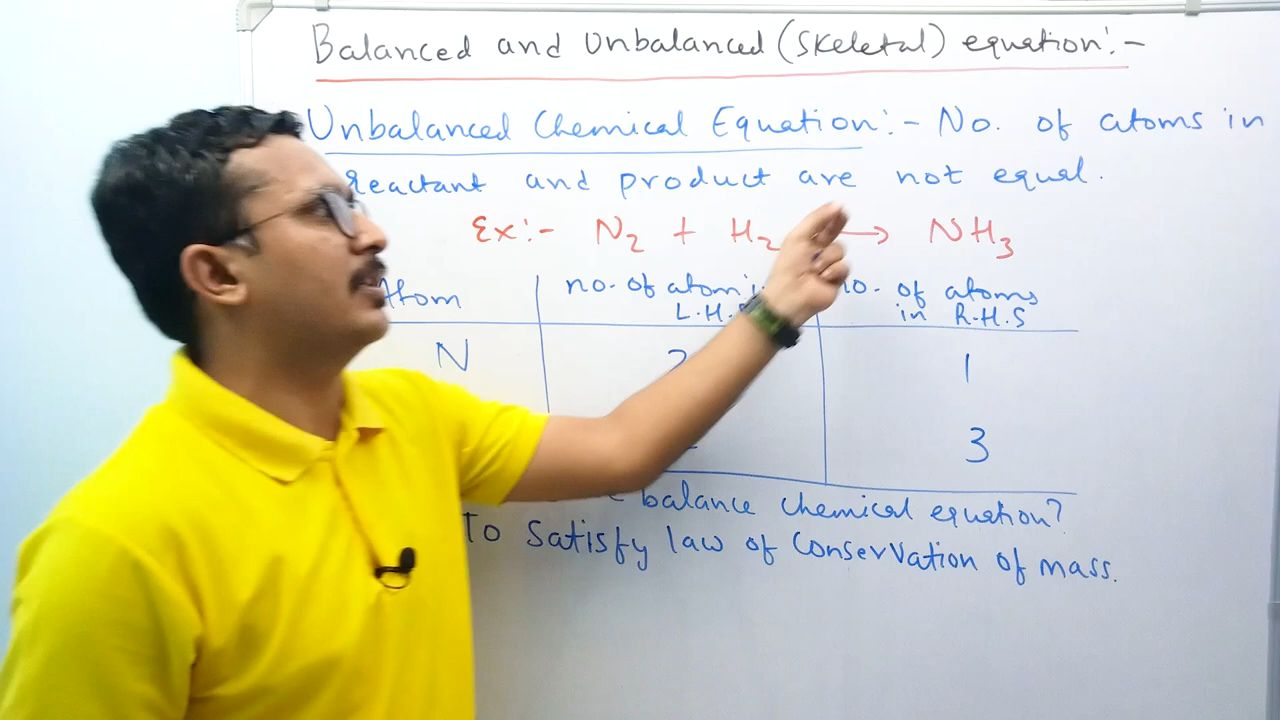 Balanced and Unbalanced (Skeletal) equation:-
Unbalanced Chemical Equation:- No. of atoms in
reactant and product are not equal.
Ex:- N₂ + H₂ → NH₃
Atom no. of atom L.H. no. of atoms
in R.H.S
N 2 1
3
balance chemical equation?
To Satisfy law of Conservation of mass.